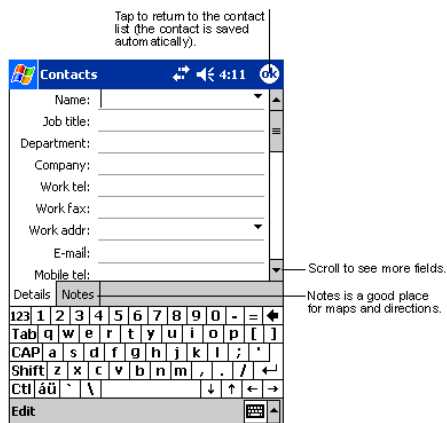 Tap to return to the contact
list (the contact is saved
automatically).
Contacts 4:11 ok
Name:
Job title:
Department:
Company:
Work tel:
Work fax:
Work addr:
E-mail:
Mobile tel:
Scroll to see more fields.
Details Notes
Notes is a good place
for maps and directions.
123 1 2 3 4 5 6 7 8 9 0 - =
Tab q w e r t y u i o p [ ]
CAP a s d f g h j k l ; '
Shift z x c v b n m , . /
Ctl áü ` \
Edit